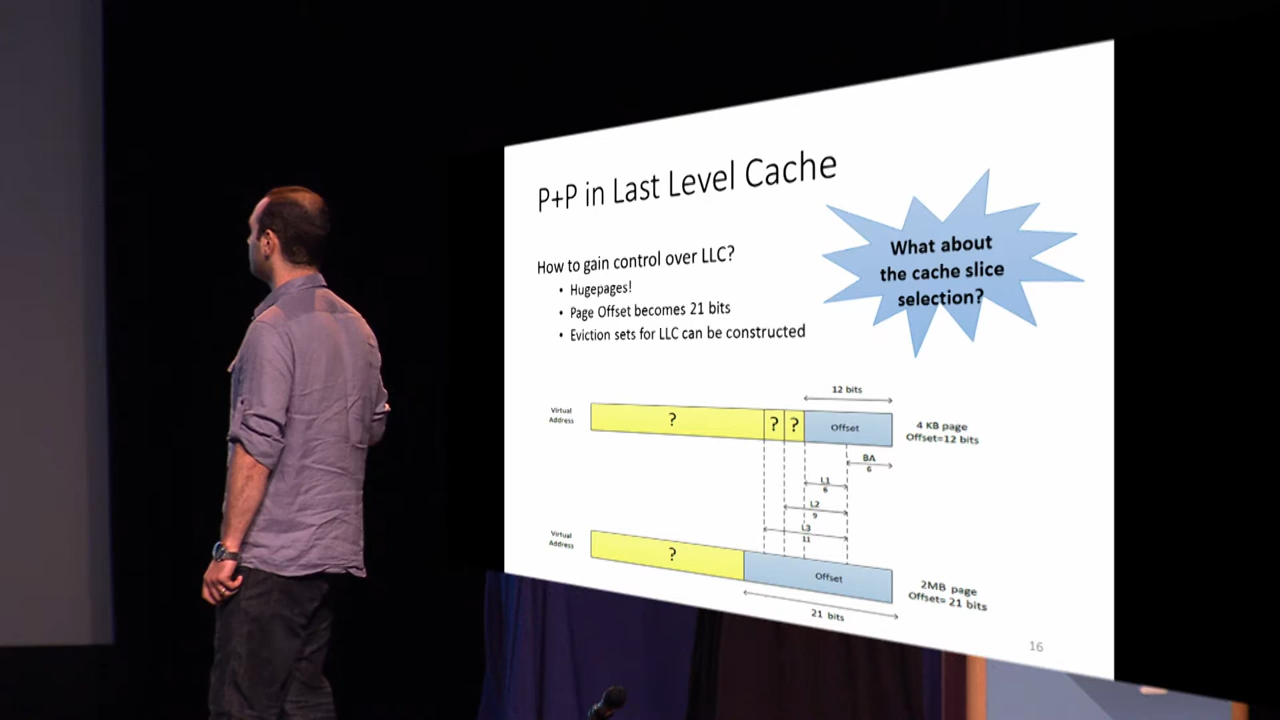 P+P in Last Level Cache
What about
the cache slice
selection?
How to gain control over LLC?
• Hugepages!
• Page Offset becomes 21 bits
• Eviction sets for LLC can be constructed
12 bits
Virtual
Address
?
?
?
Offset
4 KB page
Offset=12 bits
BA
6
L1
6
L2
9
L3
11
Virtual
Address
?
Offset
2MB page
Offset= 21 bits
21 bits
16